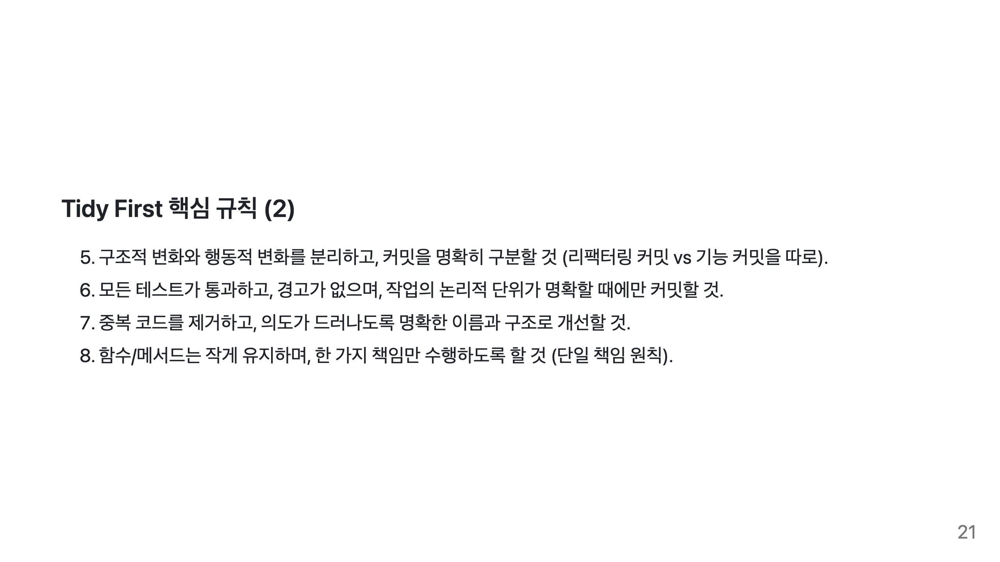 Tidy First 핵심 규칙 (2)
5. 구조적 변화와 행동적 변화를 분리하고, 커밋을 명확히 구분할 것 (리팩터링 커밋 vs 기능 커밋을 따로).
6. 모든 테스트가 통과하고, 경고가 없으며, 작업의 논리적 단위가 명확할 때에만 커밋할 것.
7. 중복 코드를 제거하고, 의도가 드러나도록 명확한 이름과 구조로 개선할 것.
8. 함수/메서드는 작게 유지하며, 한 가지 책임만 수행하도록 할 것 (단일 책임 원칙).
21